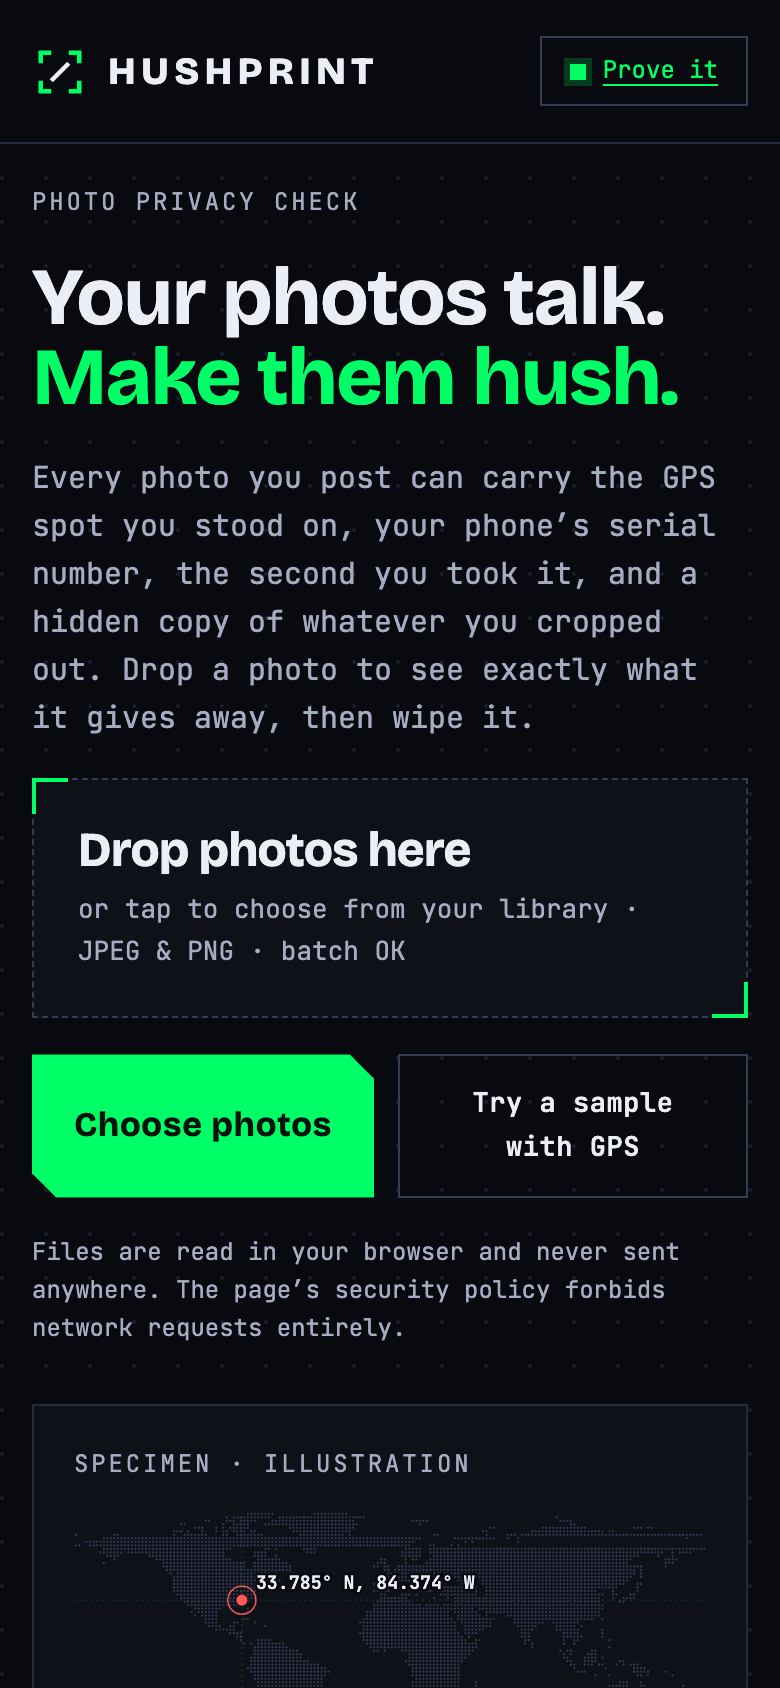 HUSHPRINT
Prove it
PHOTO PRIVACY CHECK
Your photos talk.
Make them hush.
Every photo you post can carry the GPS
spot you stood on, your phone’s serial
number, the second you took it, and a
hidden copy of whatever you cropped
out. Drop a photo to see exactly what
it gives away, then wipe it.
Drop photos here
or tap to choose from your library ·
JPEG & PNG · batch OK
Choose photos
Try a sample
with GPS
Files are read in your browser and never sent
anywhere. The page’s security policy forbids
network requests entirely.
SPECIMEN · ILLUSTRATION
33.785° N, 84.374° W